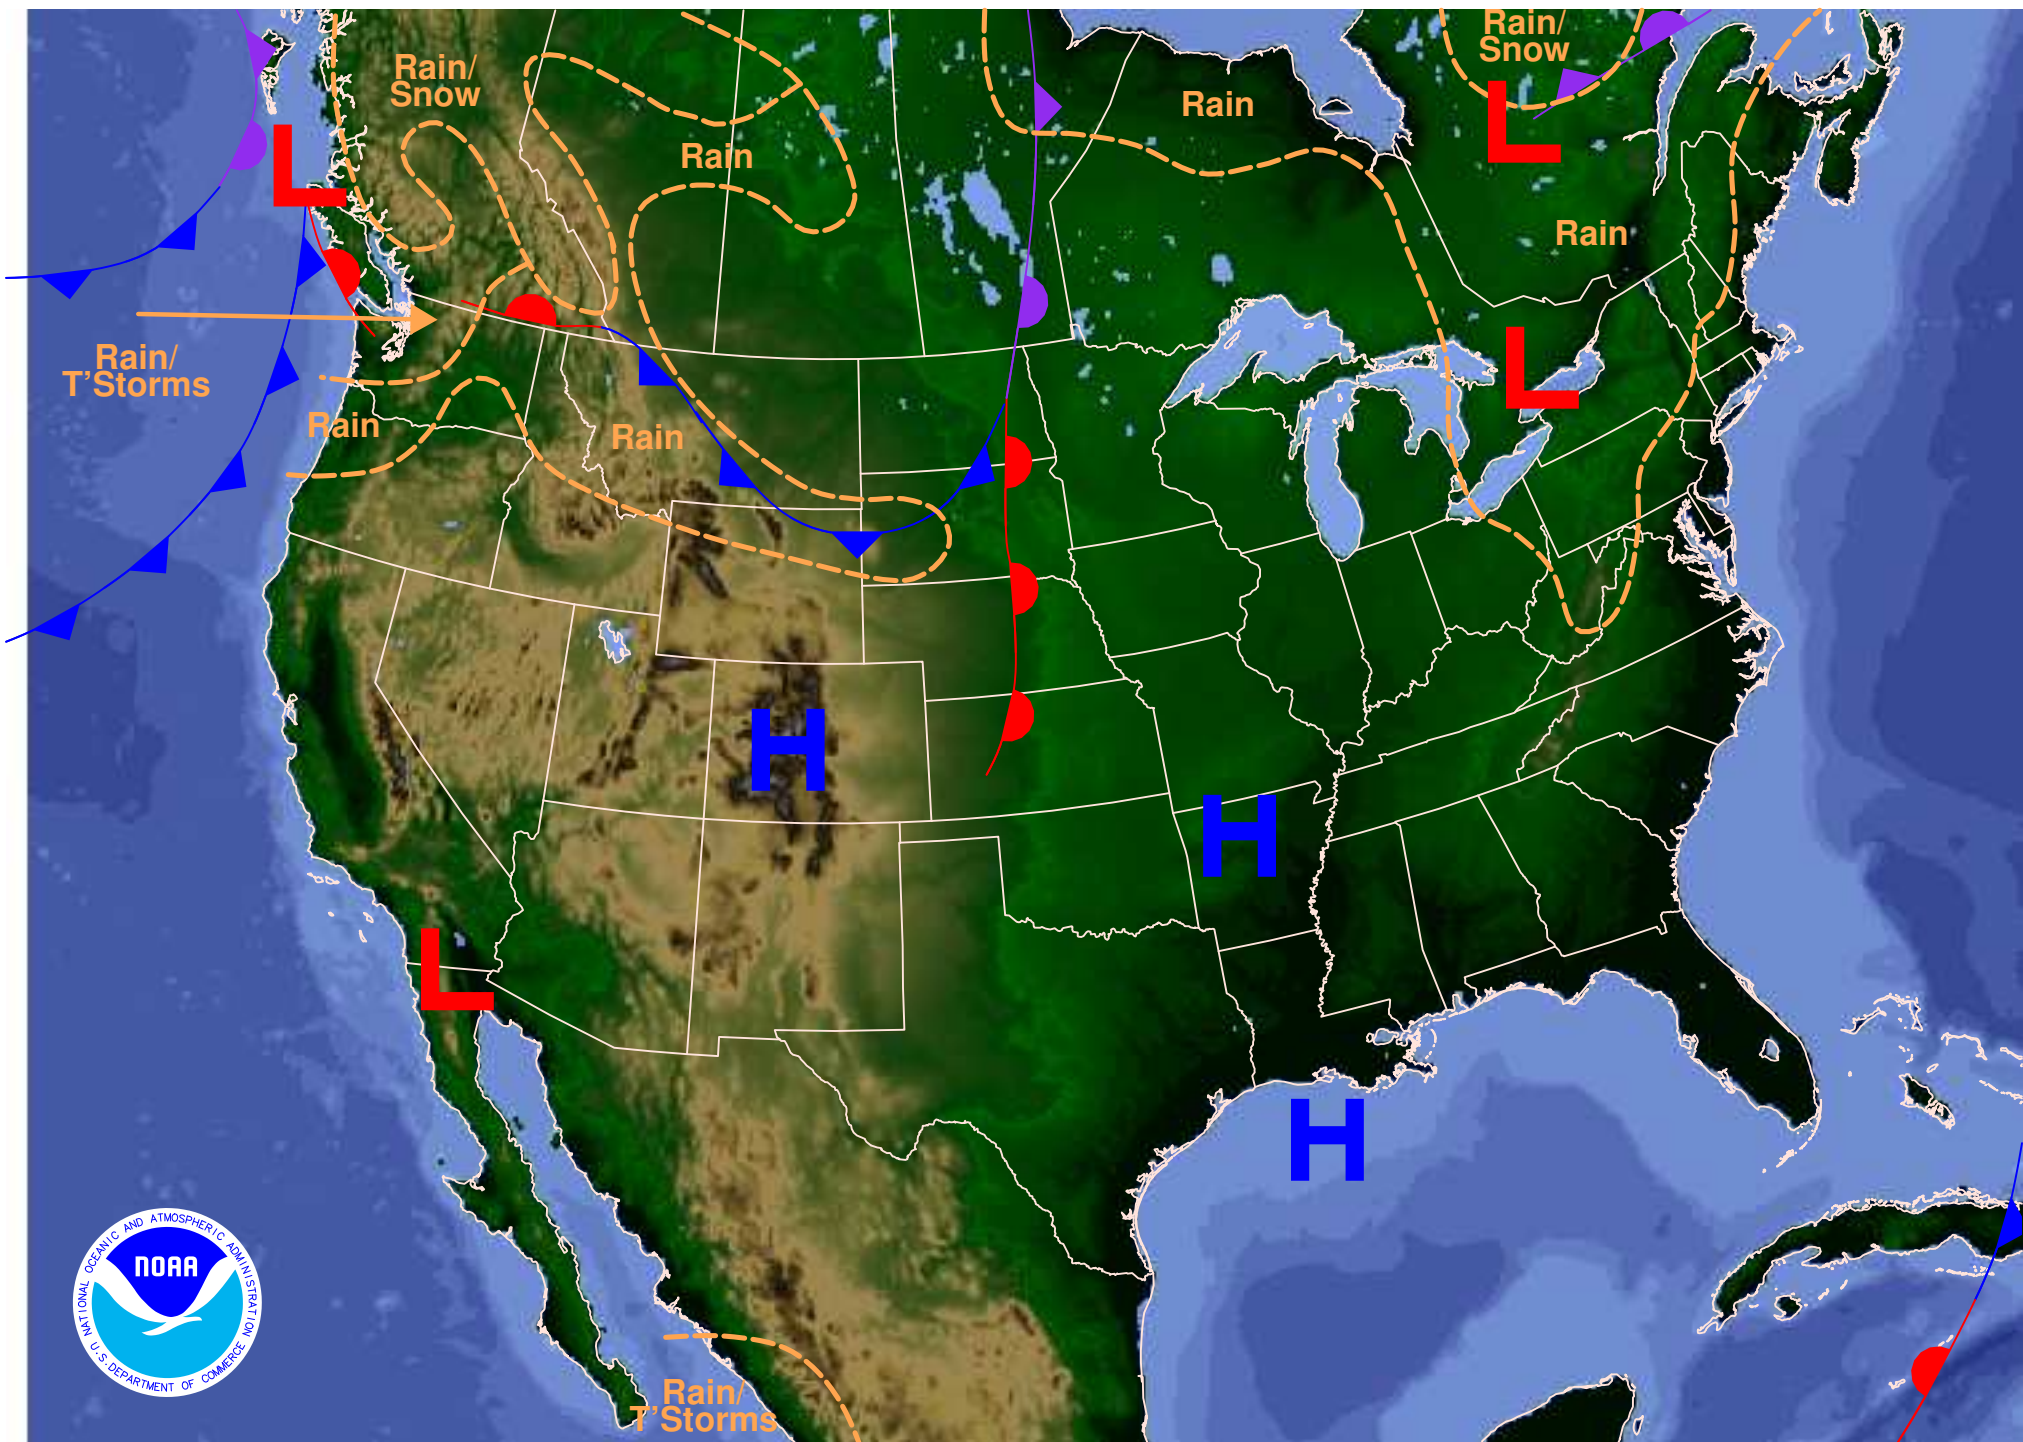 Rain/
Snow
Rain/
Snow
Rain
Rain
Rain
L
L
Rain/
T'Storms
L
Rain
Rain
H
H
L
H
NATIONAL OCEANIC AND ATMOSPHERIC ADMINISTRATION
NOAA
U.S. DEPARTMENT OF COMMERCE
Rain/
T'Storms